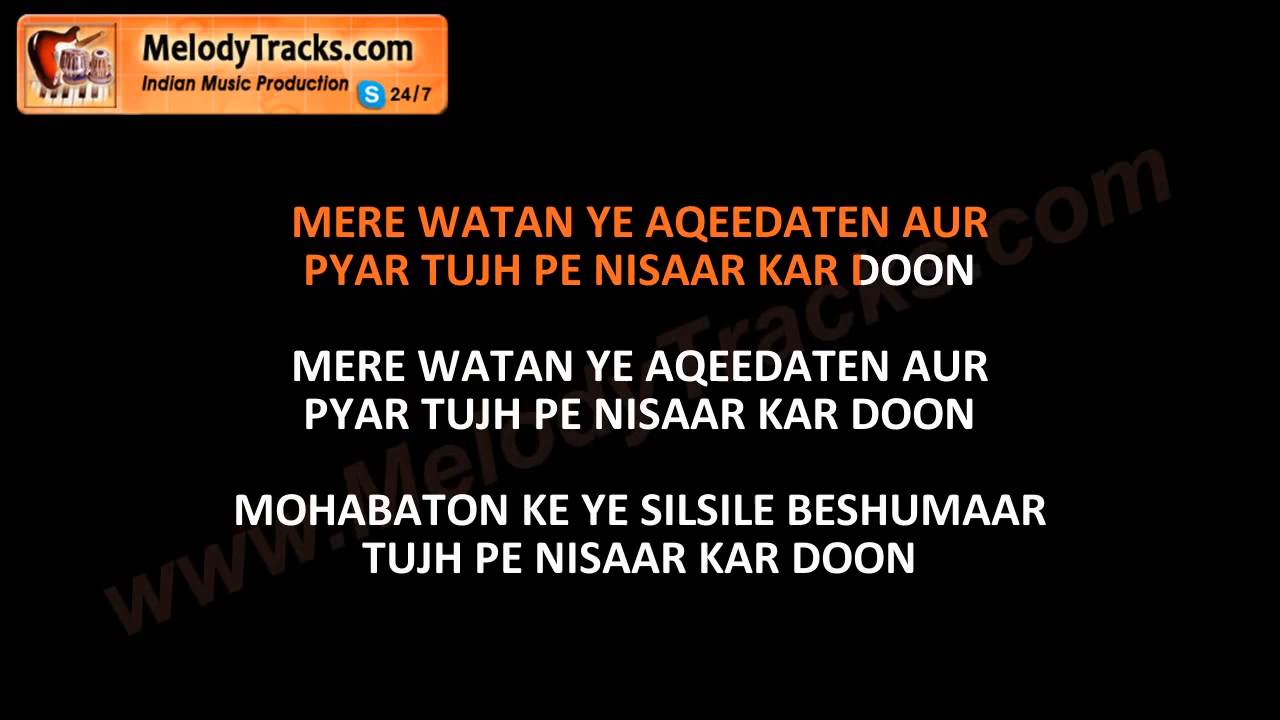 MelodyTracks.com
Indian Music Production
S 24/7
MERE WATAN YE AQEEDATEN AUR
PYAR TUJH PE NISAAR KAR DOON
MERE WATAN YE AQEEDATEN AUR
PYAR TUJH PE NISAAR KAR DOON
MOHABATON KE YE SILSILE BESHUMAAR
TUJH PE NISAAR KAR DOON
www.MelodyTracks.com